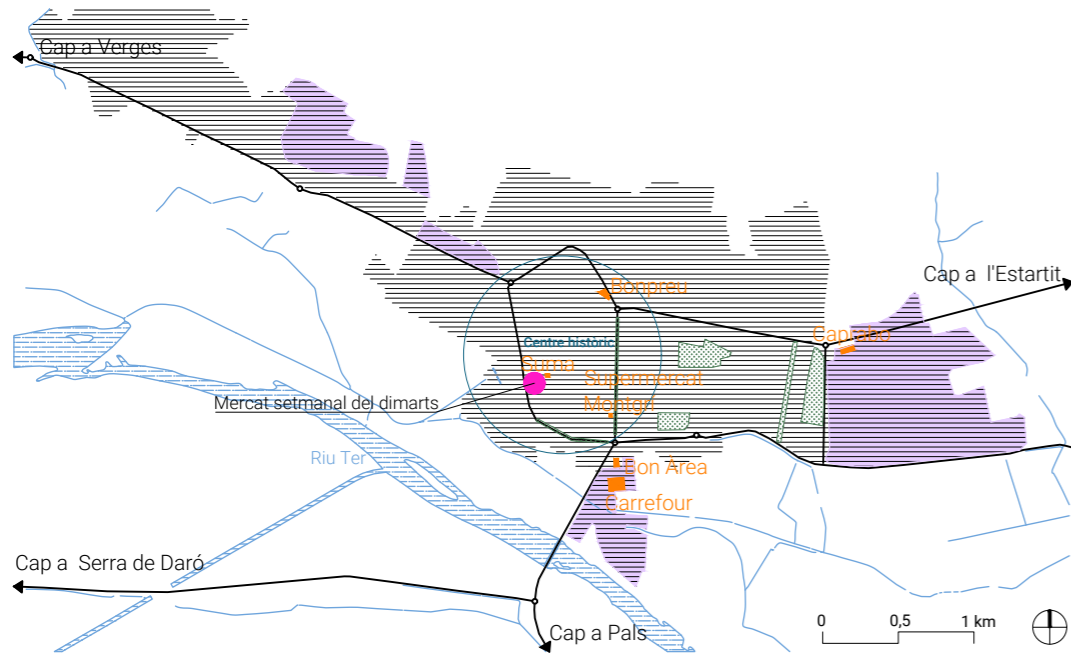 Cap a Verges
Cap a l'Estartit
Bonpreu
Caprabo
Centre històric
Suma
Supermercat
Montgrí
Mercat setmanal del dimarts
Riu Ter
Bon Àrea
Carrefour
Cap a Serra de Daró
Cap a Pals
0 0,5 1 km